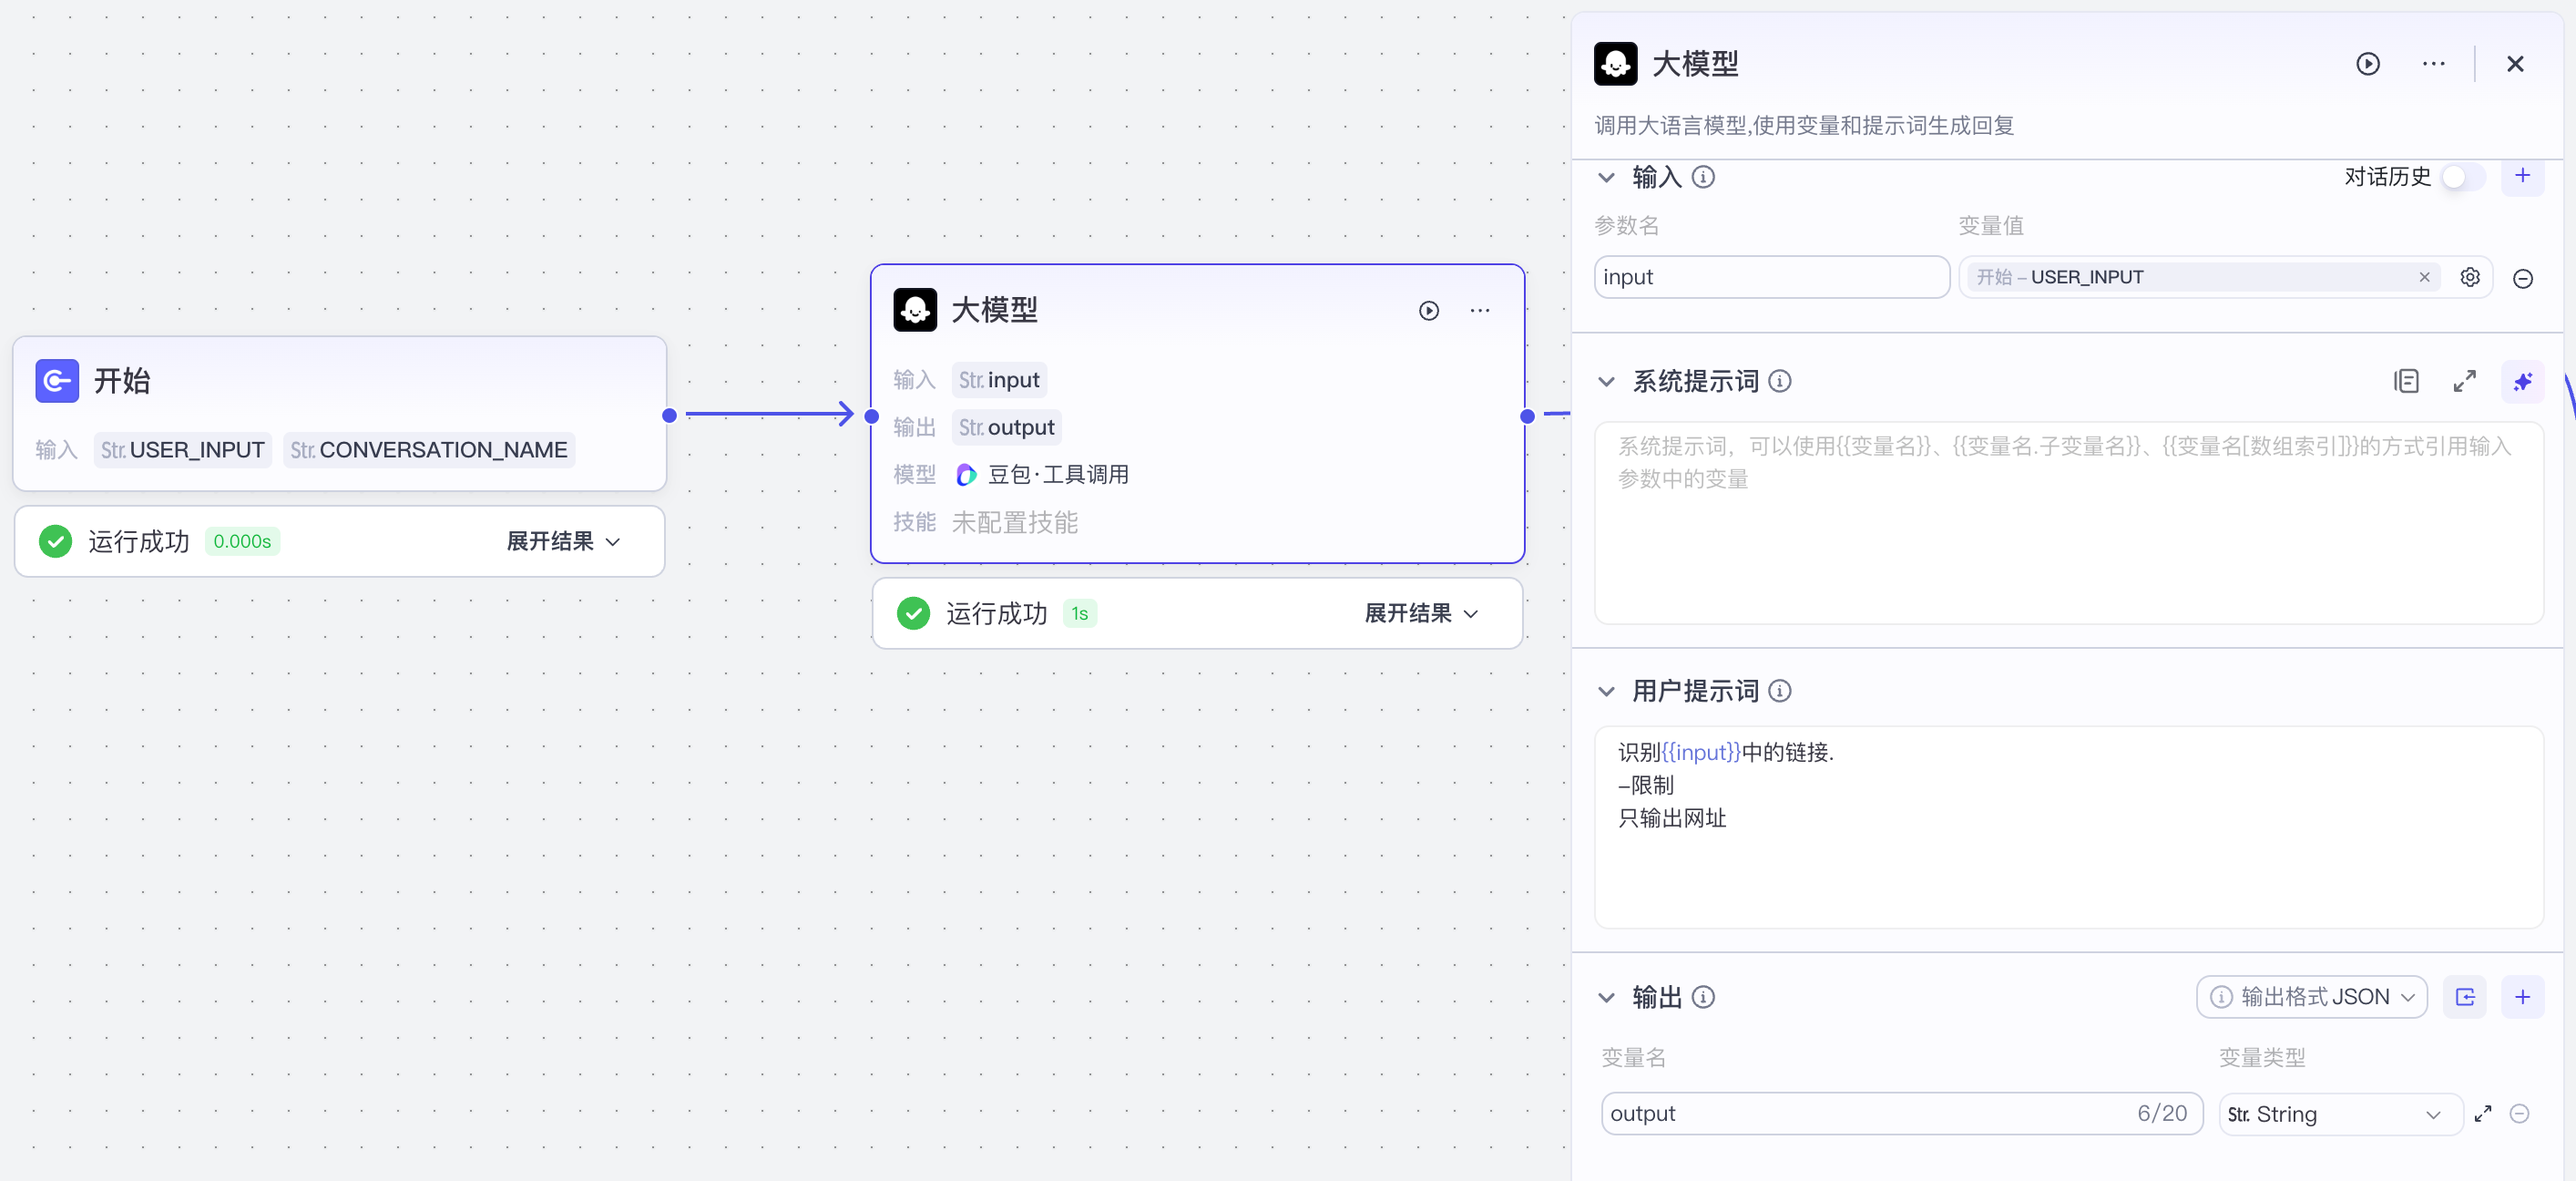 开始
输入 Str. USER_INPUT Str. CONVERSATION_NAME
运行成功 0.000s 展开结果
大模型
输入 Str. input
输出 Str. output
模型 豆包·工具调用
技能 未配置技能
运行成功 1s 展开结果
大模型
调用大语言模型,使用变量和提示词生成回复
输入 对话历史
参数名 变量值
input 开始 – USER_INPUT
系统提示词
系统提示词，可以使用{{变量名}}、{{变量名.子变量名}}、{{变量名[数组索引]}}的方式引用输入
参数中的变量
用户提示词
识别{{input}}中的链接.
–限制
只输出网址
输出 输出格式 JSON
变量名 变量类型
output 6/20 Str. String